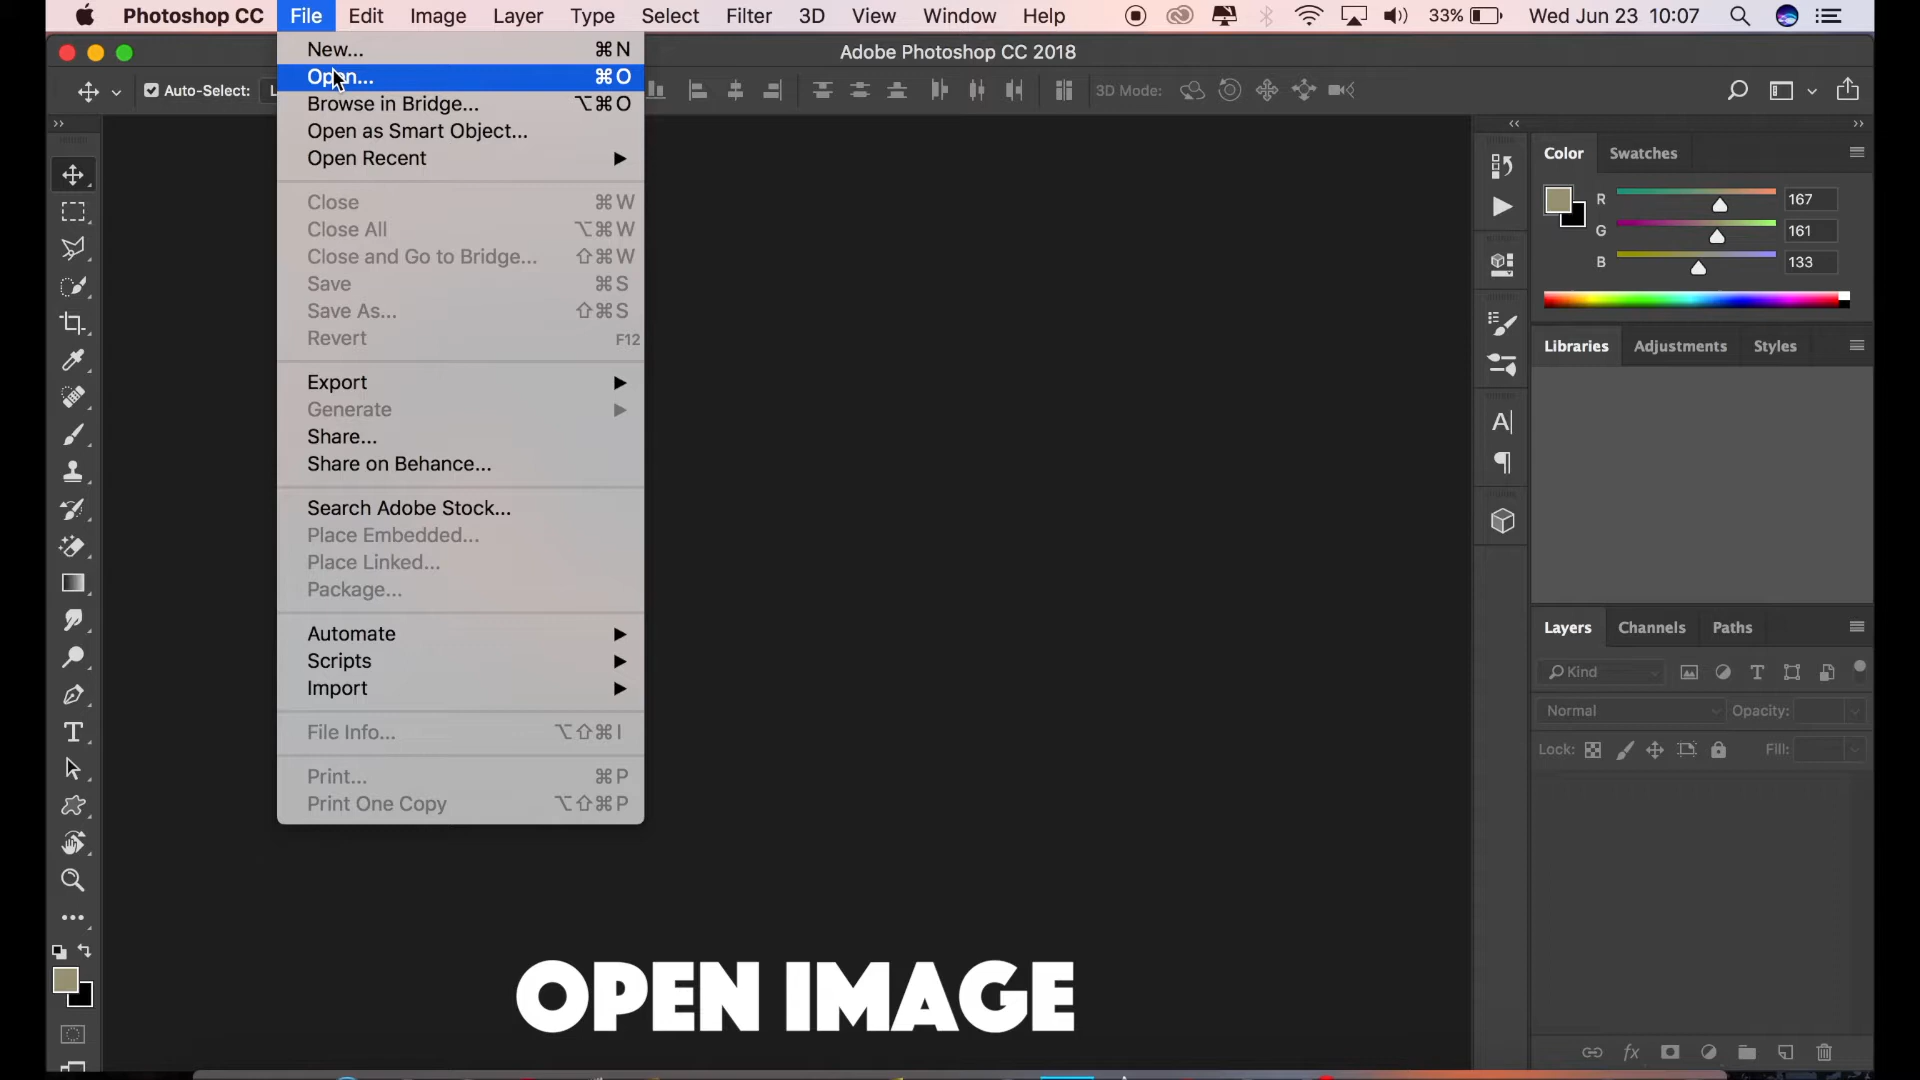 Photoshop CC File Edit Image Layer Type Select Filter 3D View Window Help 33% Wed Jun 23 10:07
Adobe Photoshop CC 2018
Auto-Select: 3D Mode:
New... ⌘N
Open... ⌘O
Browse in Bridge... ⌥⌘O
Open as Smart Object...
Open Recent
Close ⌘W
Close All ⌥⌘W
Close and Go to Bridge... ⇧⌘W
Save ⌘S
Save As... ⇧⌘S
Revert F12
Export
Generate
Share...
Share on Behance...
Search Adobe Stock...
Place Embedded...
Place Linked...
Package...
Automate
Scripts
Import
File Info... ⌥⇧⌘I
Print... ⌘P
Print One Copy ⌥⇧⌘P
Color Swatches
R 167
G 161
B 133
Libraries Adjustments Styles
Layers Channels Paths
Kind
Normal Opacity:
Lock: Fill:
OPEN IMAGE